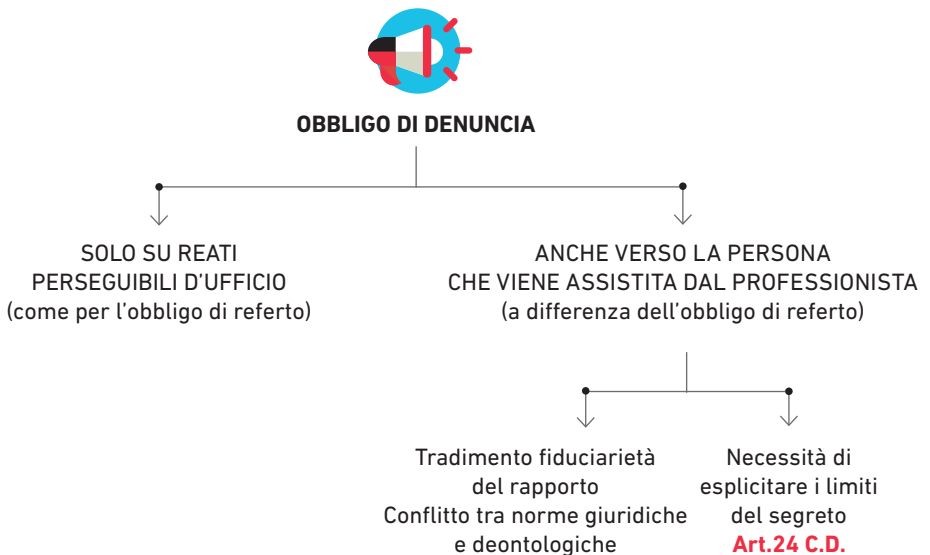 OBBLIGO DI DENUNCIA
SOLO SU REATI
PERSEGUIBILI D'UFFICIO
(come per l'obbligo di referto)
ANCHE VERSO LA PERSONA
CHE VIENE ASSISTITA DAL PROFESSIONISTA
(a differenza dell'obbligo di referto)
Tradimento fiduciarietà
del rapporto
Conflitto tra norme giuridiche
e deontologiche
Necessità di
esplicitare i limiti
del segreto
Art.24 C.D.